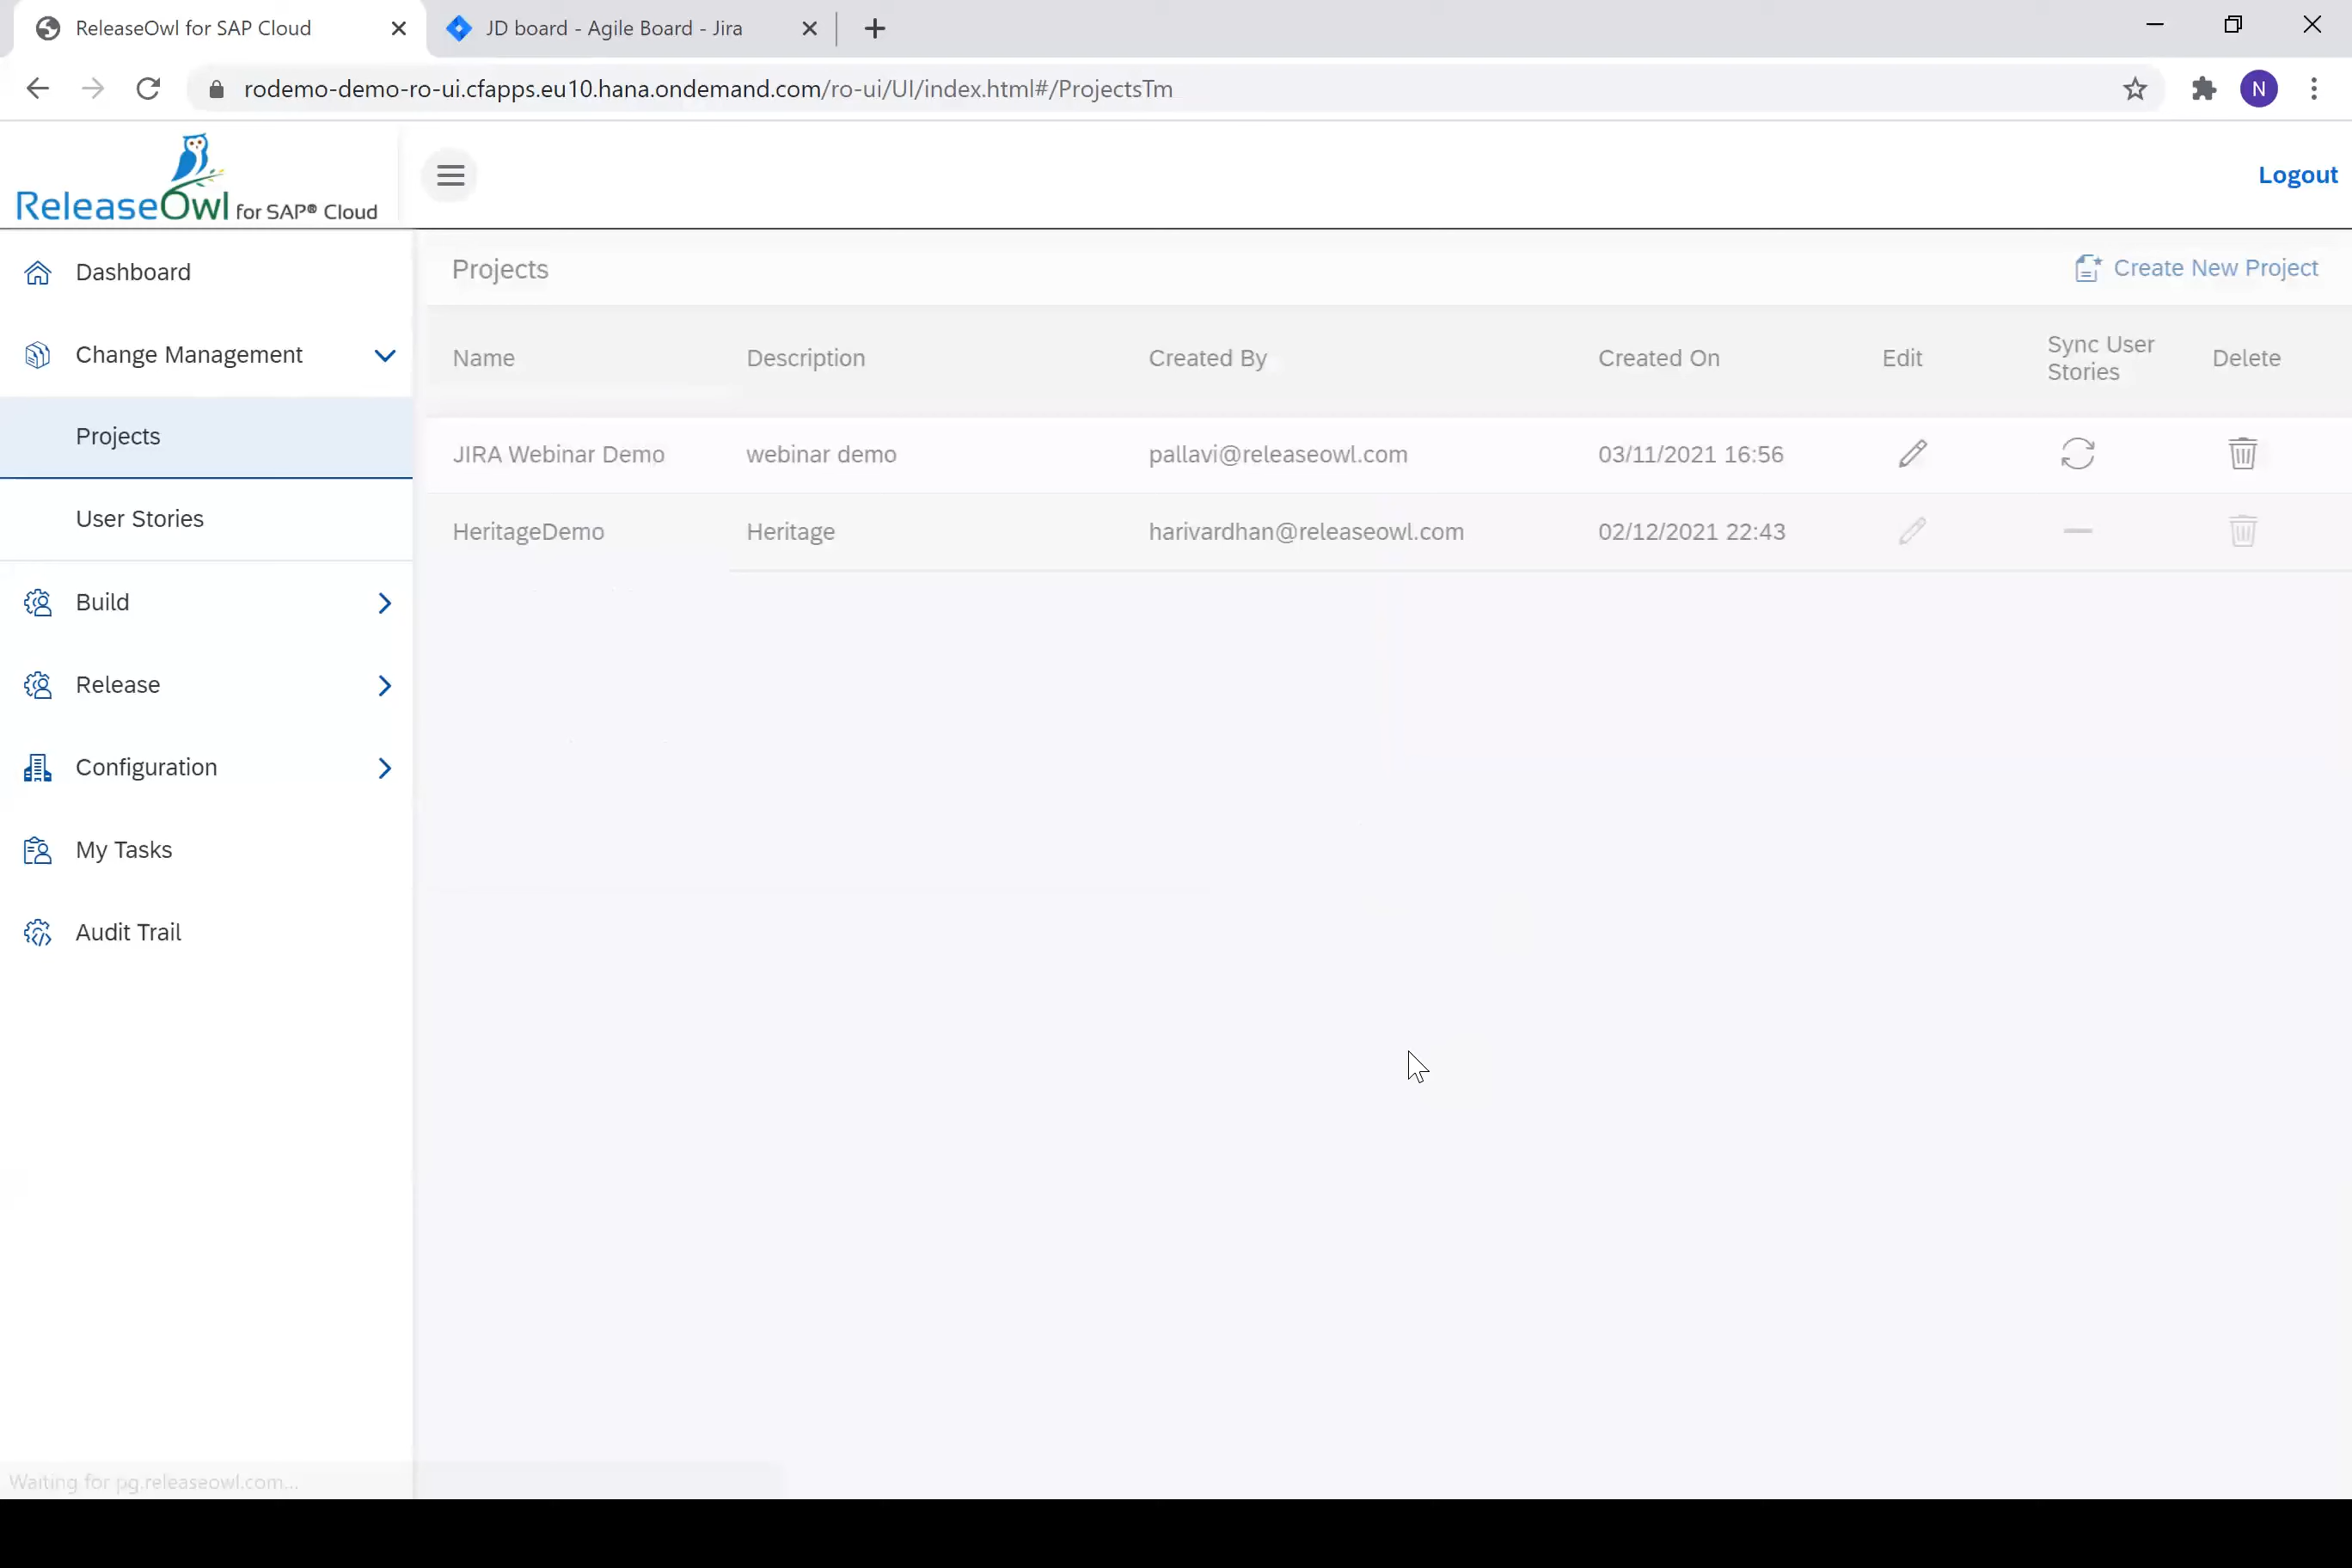 ReleaseOwl for SAP Cloud
JD board - Agile Board - Jira
rodemo-demo-ro-ui.cfapps.eu10.hana.ondemand.com/ro-ui/UI/index.html#/ProjectsTm
N
ReleaseOwl for SAP® Cloud
Logout
Dashboard
Change Management
Projects
User Stories
Build
Release
Configuration
My Tasks
Audit Trail
Projects
Create New Project
Name Description Created By Created On Edit Sync User Stories Delete
JIRA Webinar Demo webinar demo pallavi@releaseowl.com 03/11/2021 16:56
HeritageDemo Heritage harivardhan@releaseowl.com 02/12/2021 22:43
Waiting for pg.releaseowl.com...